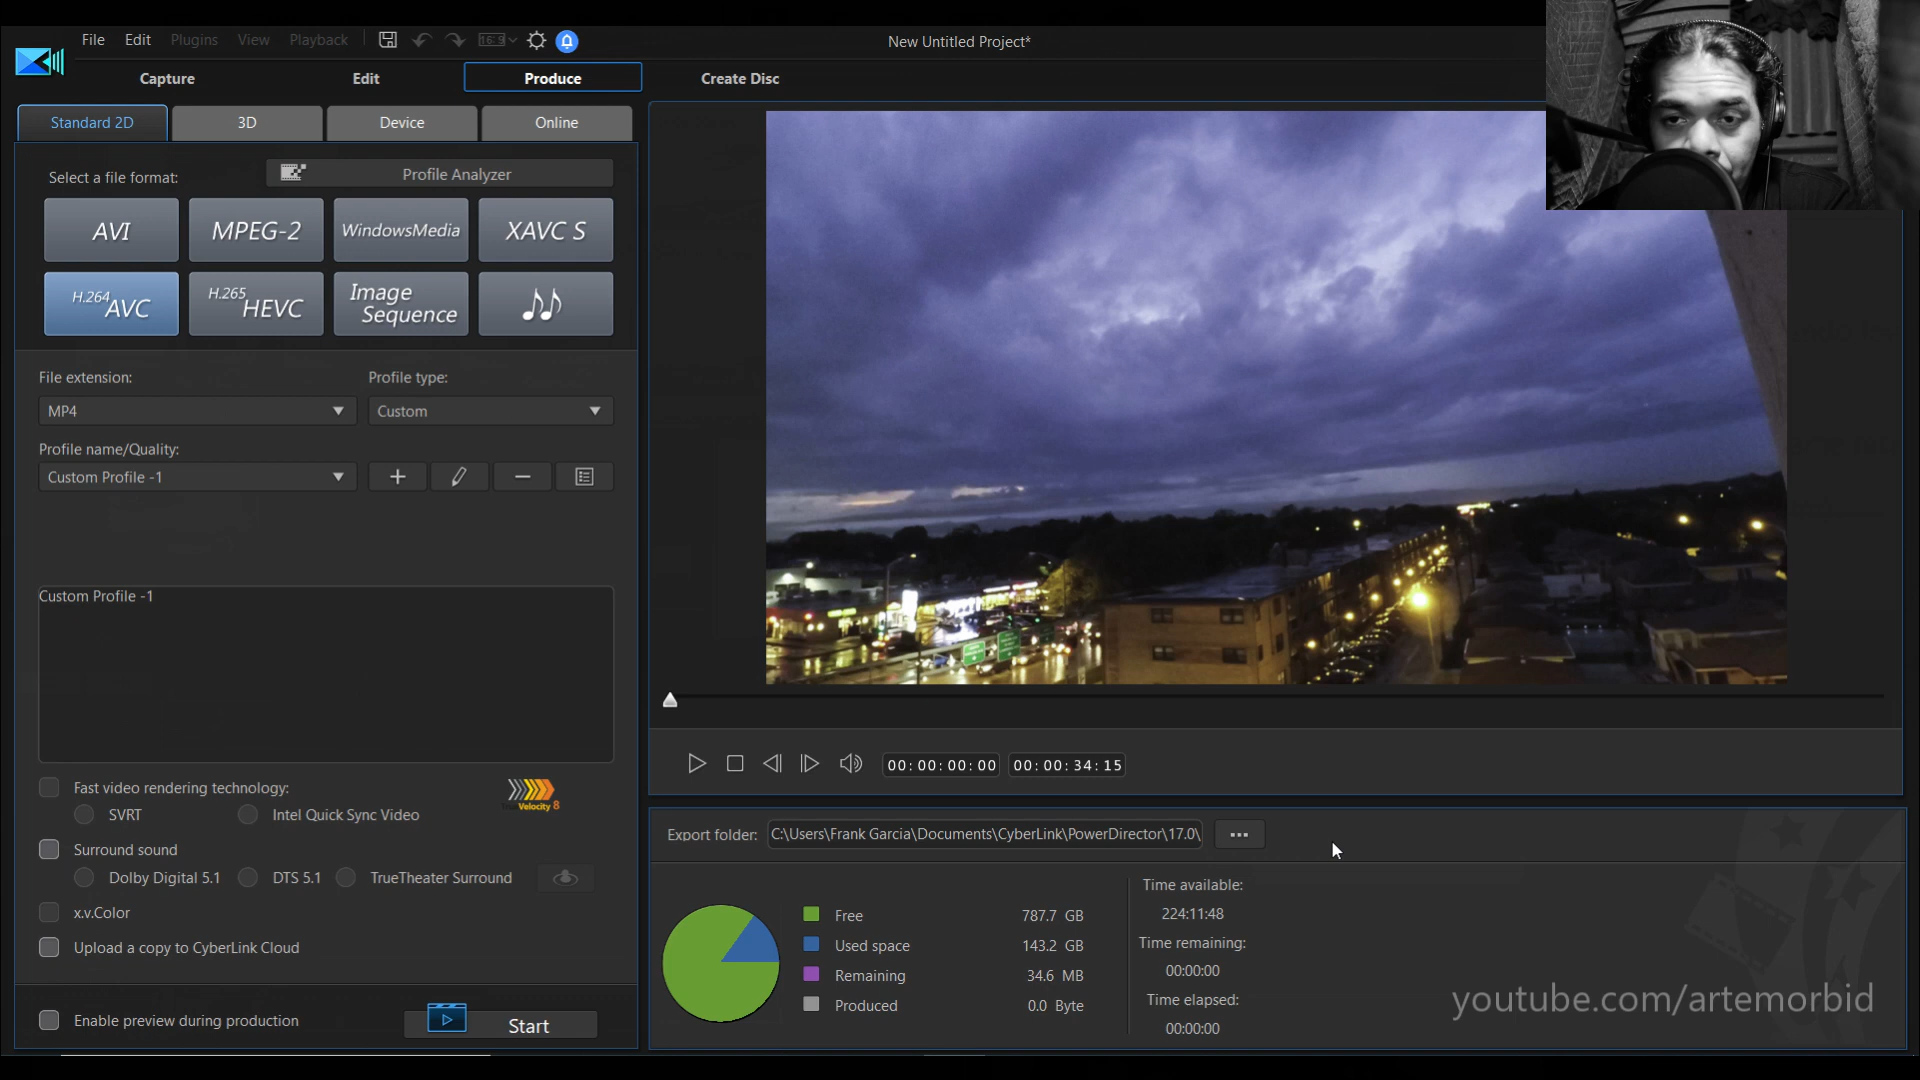 File Edit Plugins View Playback 16:9 New Untitled Project*
Capture Edit Produce Create Disc
Standard 2D 3D Device Online
Select a file format: Profile Analyzer
AVI MPEG-2 WindowsMedia XAVC S
H.264 AVC H.265 HEVC Image Sequence
File extension: Profile type:
MP4 Custom
Profile name/Quality:
Custom Profile -1
Custom Profile -1
Fast video rendering technology:
Velocity 8
SVRT Intel Quick Sync Video
Surround sound
Dolby Digital 5.1 DTS 5.1 TrueTheater Surround
x.v.Color
Upload a copy to CyberLink Cloud
Enable preview during production Start
00:00:00:00 00:00:34:15
Export folder: C:\Users\Frank Garcia\Documents\CyberLink\PowerDirector\17.0\ ...
Free 787.7 GB
Used space 143.2 GB
Remaining 34.6 MB
Produced 0.0 Byte
Time available:
224:11:48
Time remaining:
00:00:00
Time elapsed:
00:00:00
youtube.com/artemorbid